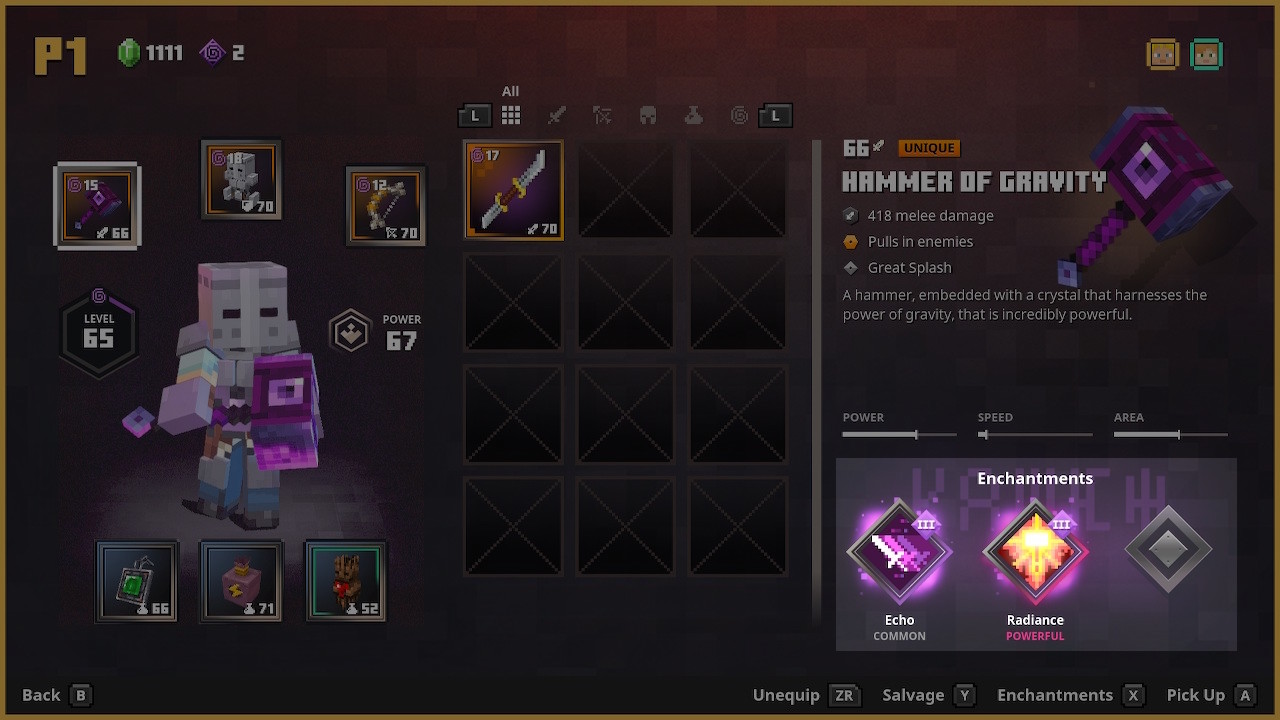 P1
1111
2
All
L
L
15
66
18
70
12
70
17
70
LEVEL
65
POWER
67
66
71
52
66
UNIQUE
HAMMER OF GRAVITY
418 melee damage
Pulls in enemies
Great Splash
A hammer, embedded with a crystal that harnesses the
power of gravity, that is incredibly powerful.
POWER
SPEED
AREA
Enchantments
III
III
Echo
COMMON
Radiance
POWERFUL
Back B
Unequip ZR
Salvage Y
Enchantments X
Pick Up A